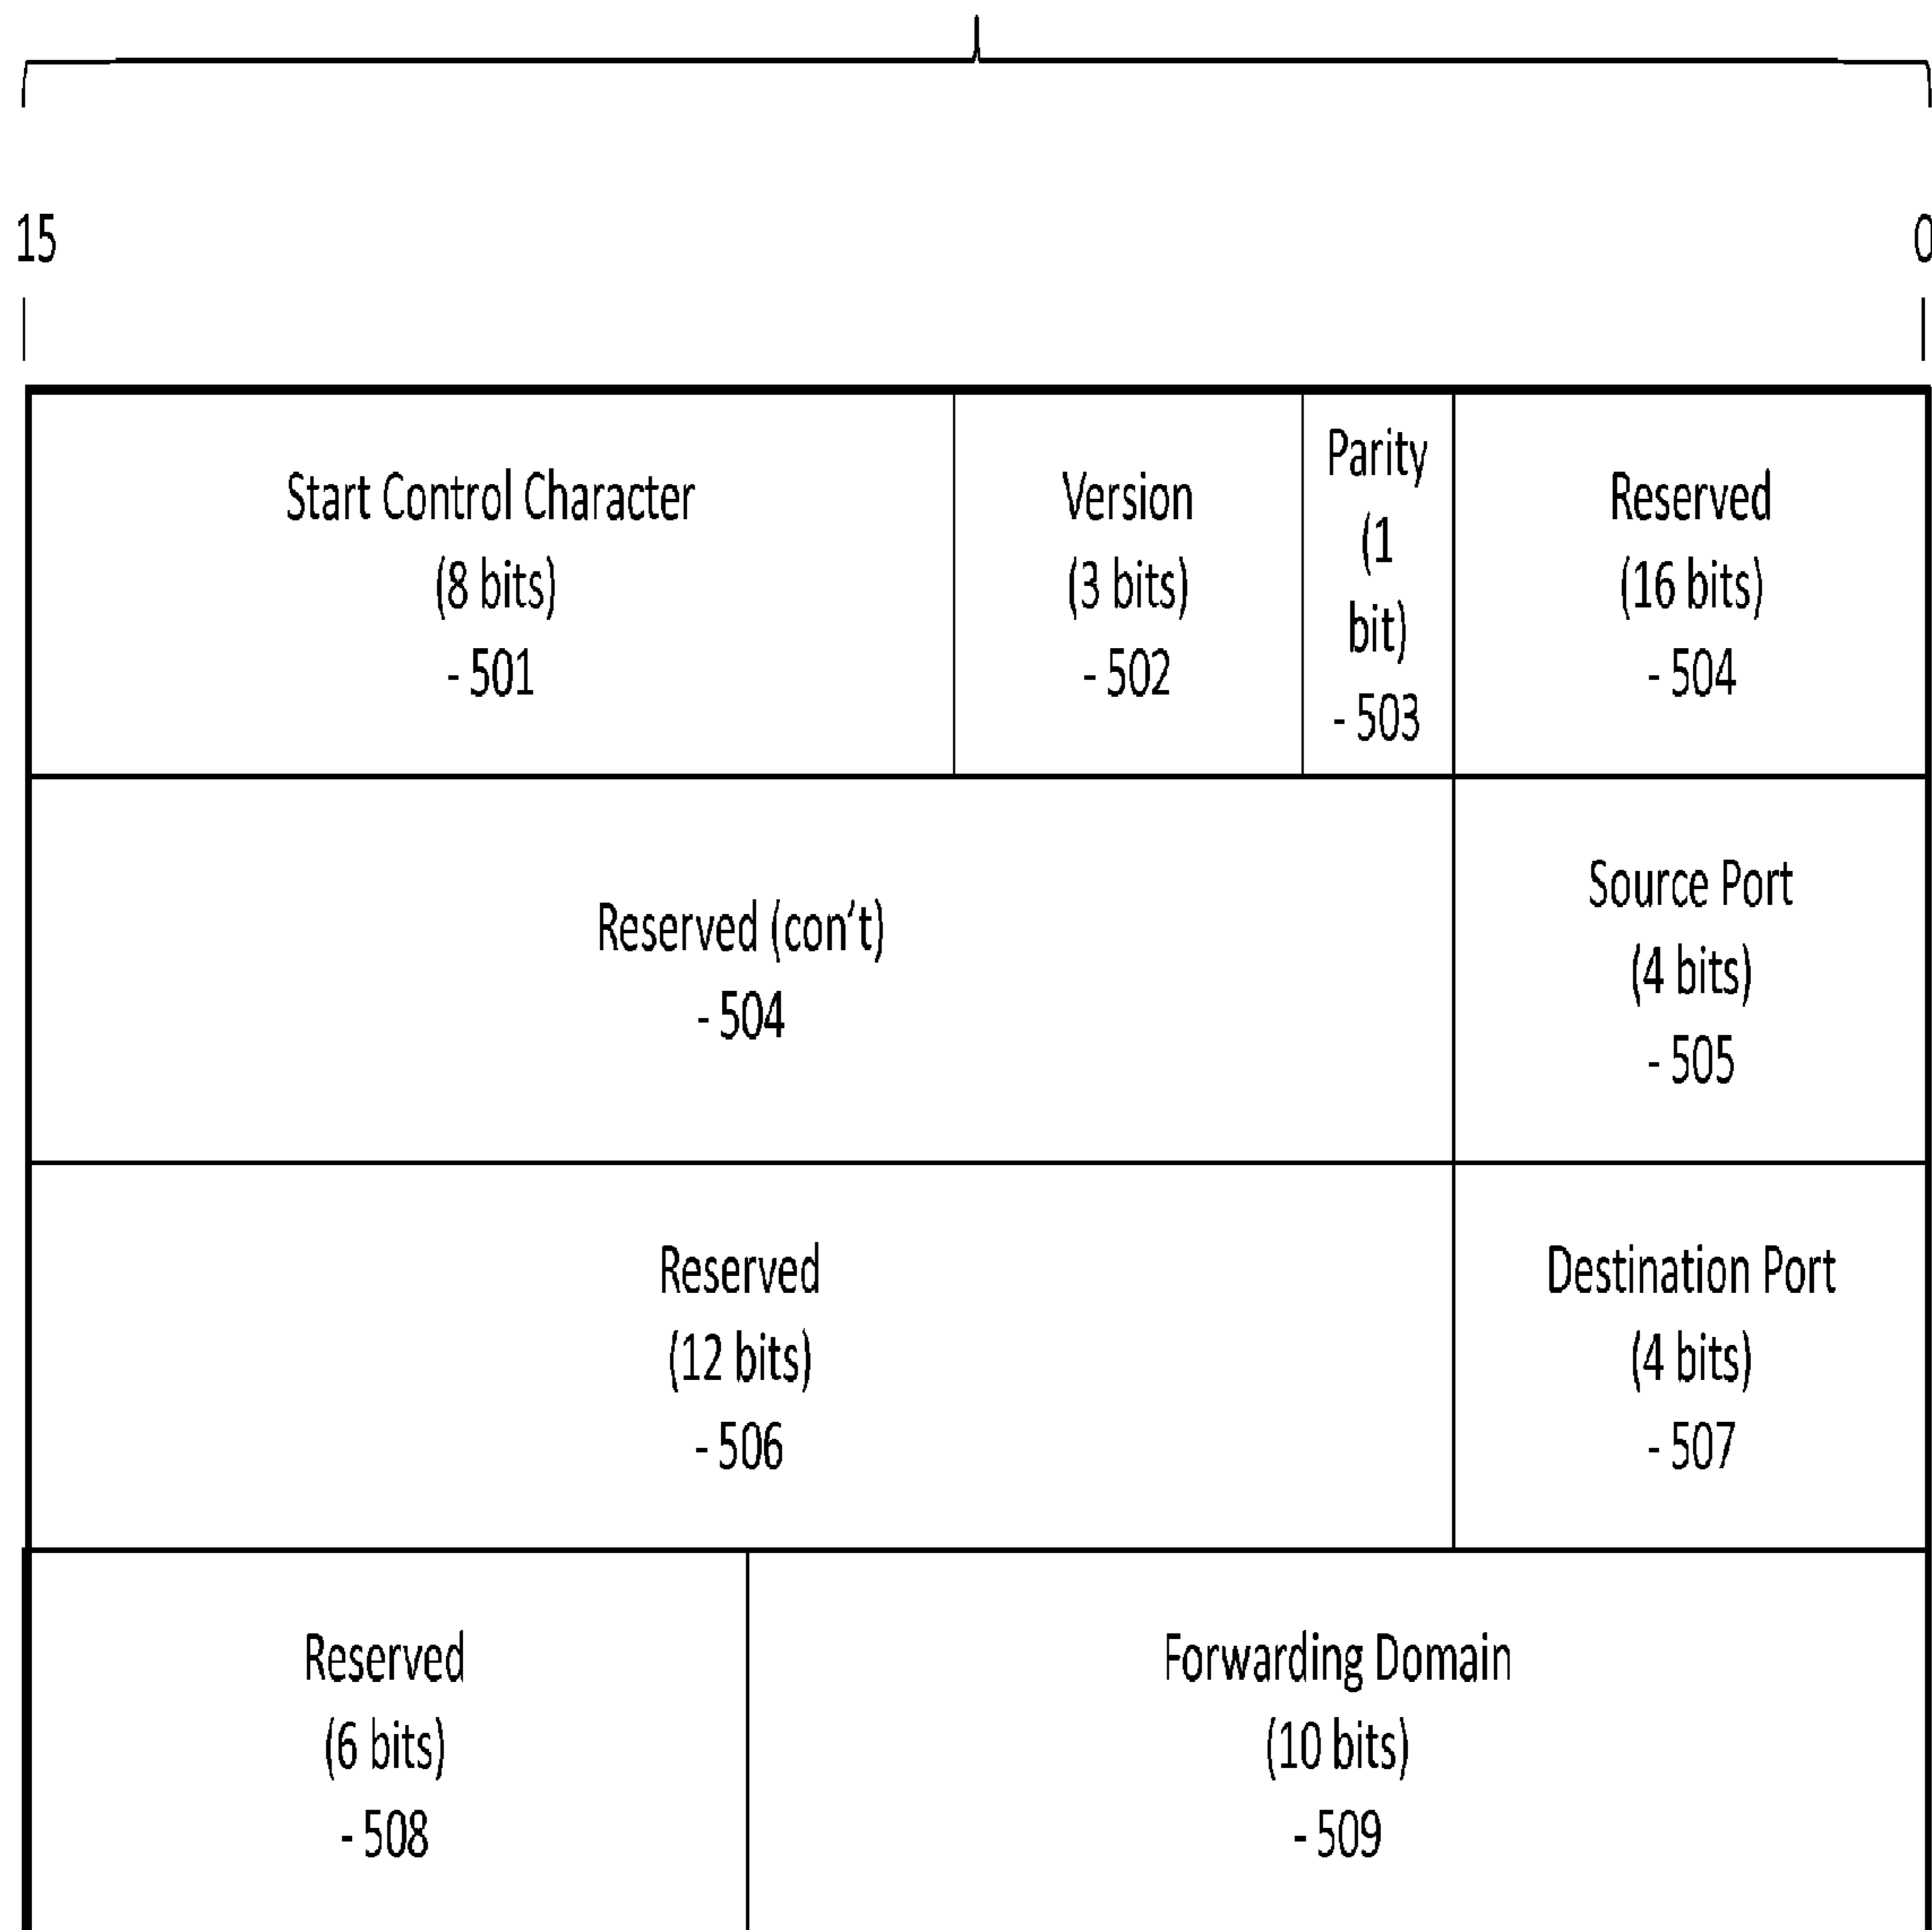 15
0
Start Control Character
(8 bits)
- 501
Version
(3 bits)
- 502
Parity
(1
bit)
- 503
Reserved
(16 bits)
- 504
Reserved (con't)
- 504
Source Port
(4 bits)
- 505
Reserved
(12 bits)
- 506
Destination Port
(4 bits)
- 507
Reserved
(6 bits)
- 508
Forwarding Domain
(10 bits)
- 509